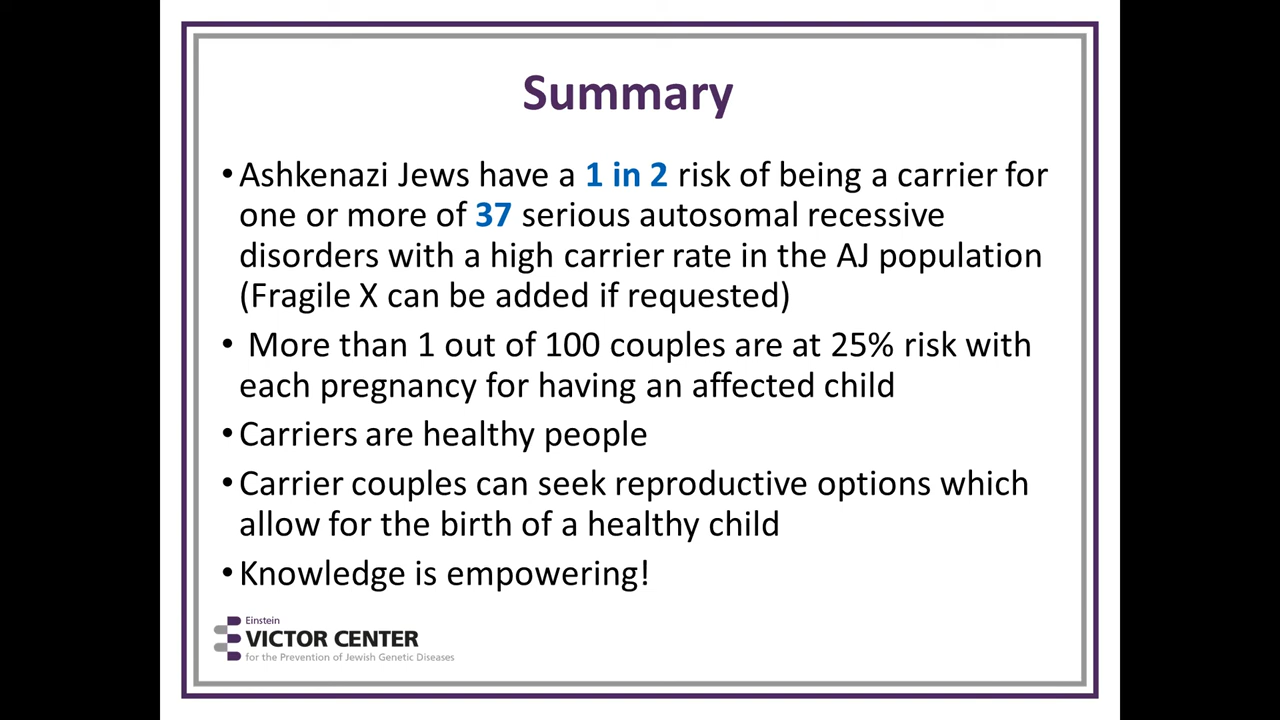 Summary
• Ashkenazi Jews have a 1 in 2 risk of being a carrier for
one or more of 37 serious autosomal recessive
disorders with a high carrier rate in the AJ population
(Fragile X can be added if requested)
• More than 1 out of 100 couples are at 25% risk with
each pregnancy for having an affected child
• Carriers are healthy people
• Carrier couples can seek reproductive options which
allow for the birth of a healthy child
• Knowledge is empowering!
Einstein
VICTOR CENTER
for the Prevention of Jewish Genetic Diseases